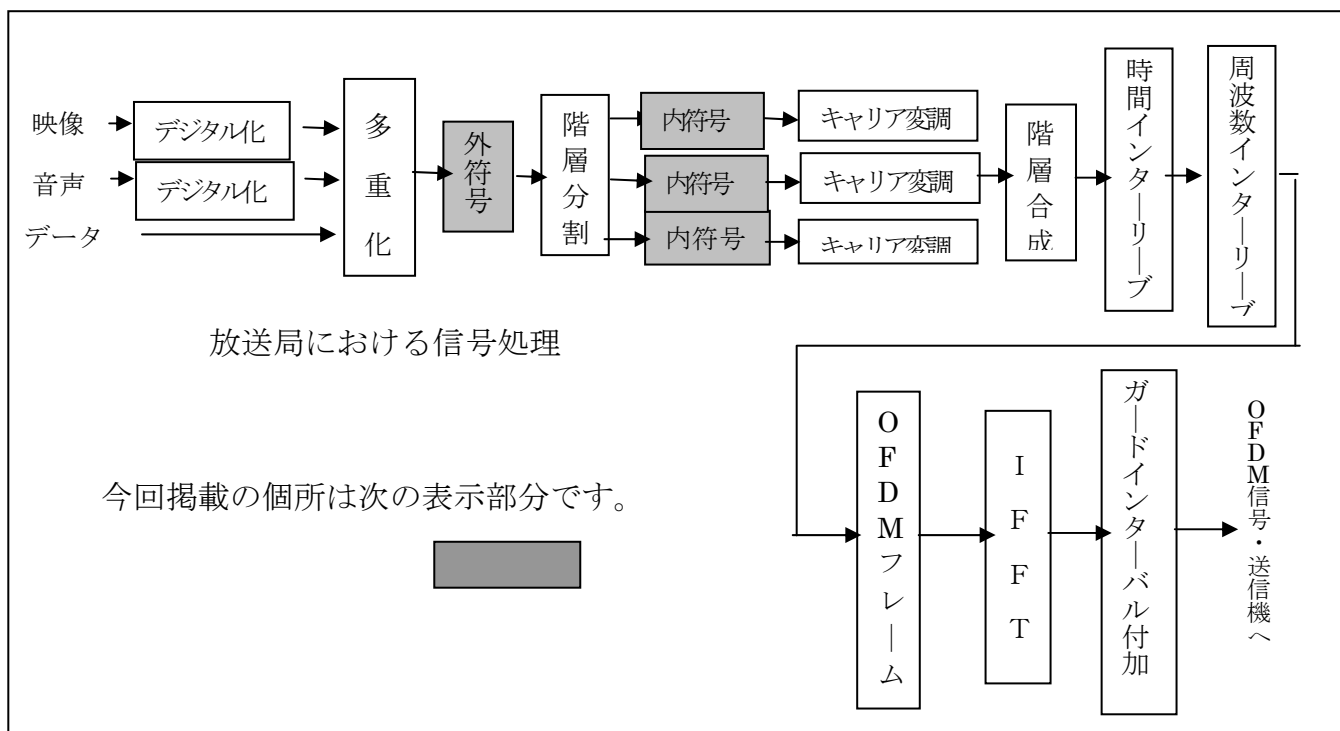 映像
デジタル化
音声
デジタル化
データ
多重化
外符号
階層分割
内符号
内符号
内符号
キャリア変調
キャリア変調
キャリア変調
階層合成
時間インターリーブ
周波数インターリーブ
放送局における信号処理
今回掲載の個所は次の表示部分です。
OFDMフレーム
IFFT
ガードインターバル付加
OFDM信号・送信機へ